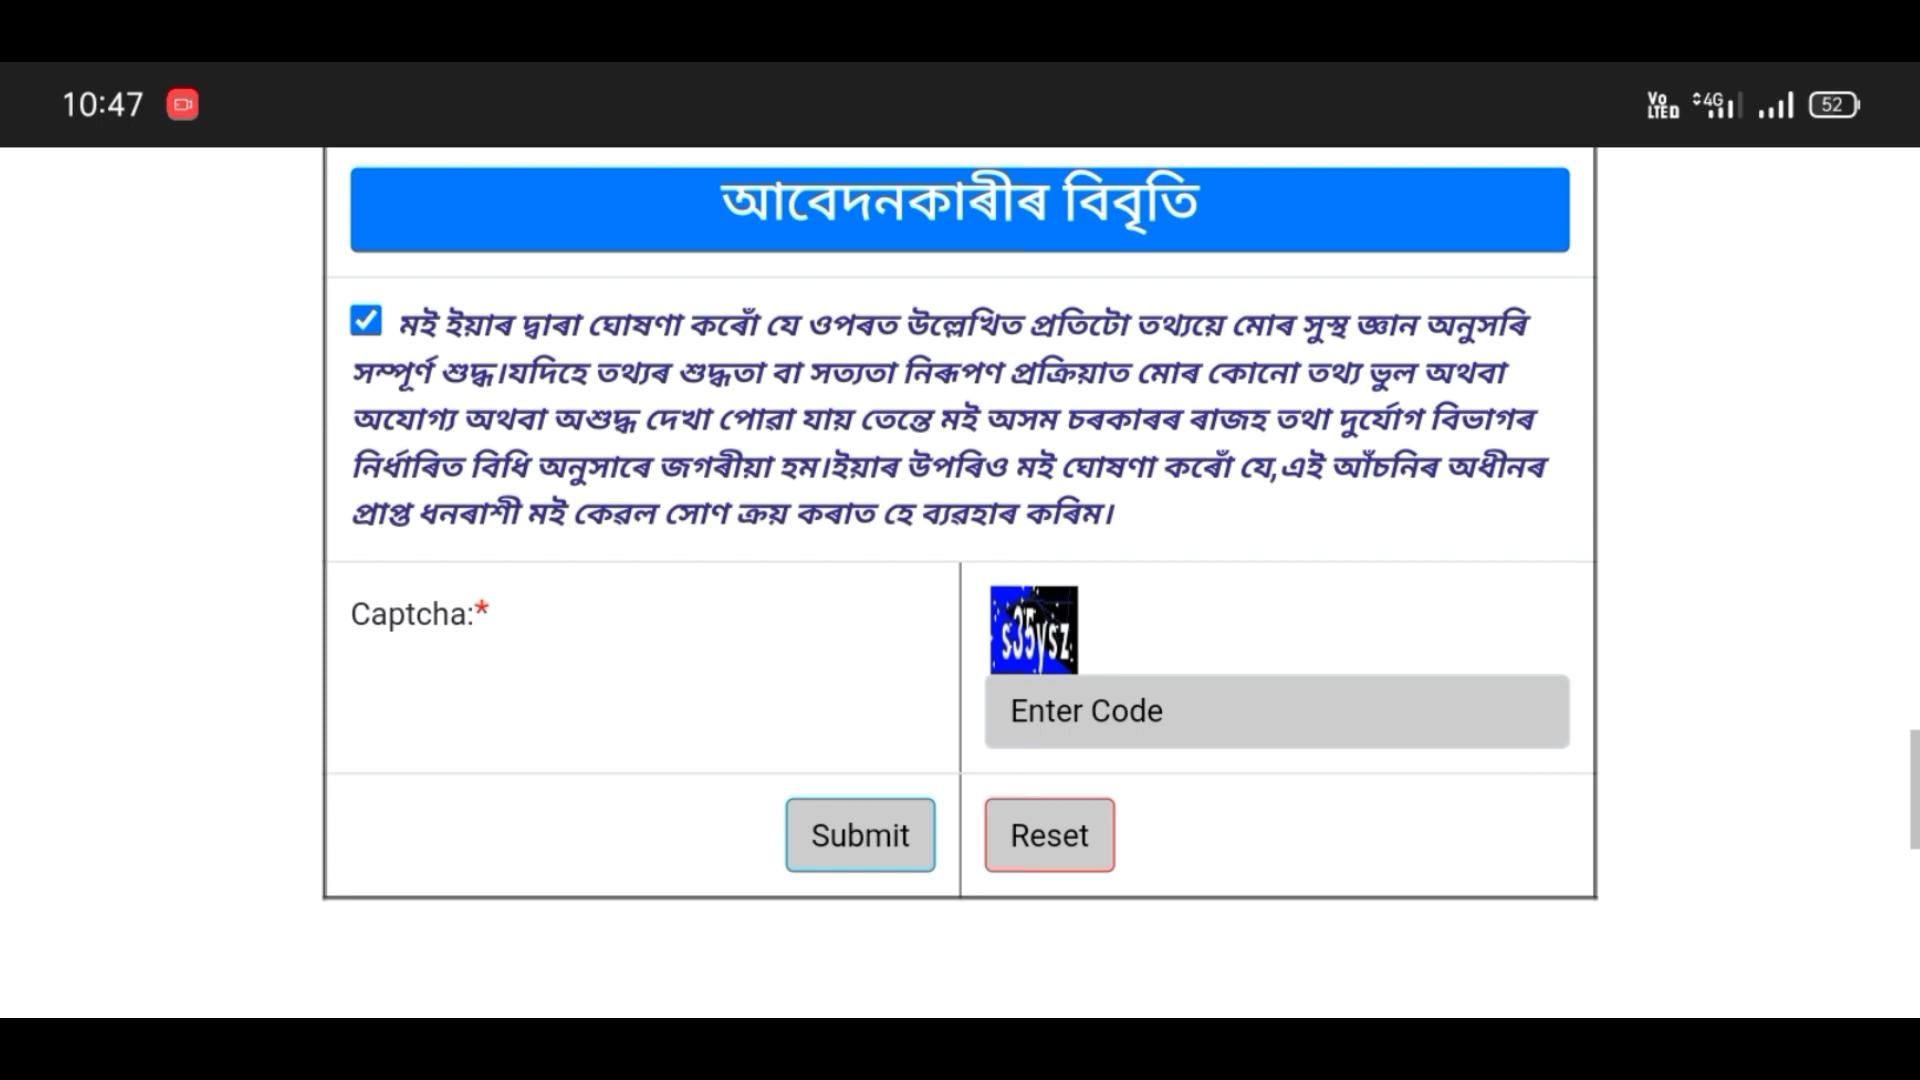 10:47
Vo
LTED 4G 52
আবেদনকাৰীৰ বিবৃতি
মই ইয়াৰ দ্বাৰা ঘোষণা কৰোঁ যে ওপৰত উল্লেখিত প্ৰতিটো তথ্যয়ে মোৰ সুস্থ জ্ঞান অনুসৰি
সম্পূৰ্ণ শুদ্ধ।যদিহে তথ্যৰ শুদ্ধতা বা সত্যতা নিৰূপণ প্ৰক্ৰিয়াত মোৰ কোনো তথ্য ভুল অথবা
অযোগ্য অথবা অশুদ্ধ দেখা পোৱা যায় তেন্তে মই অসম চৰকাৰৰ ৰাজহ তথা দুৰ্যোগ বিভাগৰ
নিৰ্ধাৰিত বিধি অনুসাৰে জগৰীয়া হম।ইয়াৰ উপৰিও মই ঘোষণা কৰোঁ যে,এই আঁচনিৰ অধীনৰ
প্ৰাপ্ত ধনৰাশী মই কেৱল সোণ ক্ৰয় কৰাত হে ব্যৱহাৰ কৰিম।
Captcha:*
s35ysz
Enter Code
Submit Reset